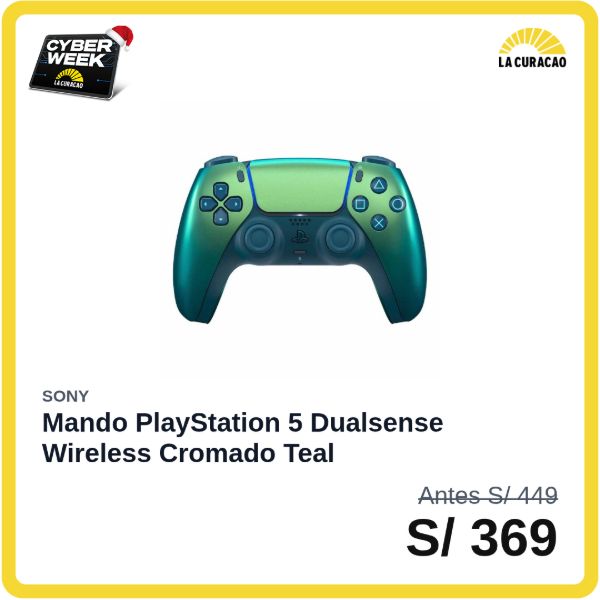 CYBER
WEEK
LA CURACAO
LA CURACAO
SONY
Mando PlayStation 5 Dualsense
Wireless Cromado Teal
Antes S/ 449
S/ 369